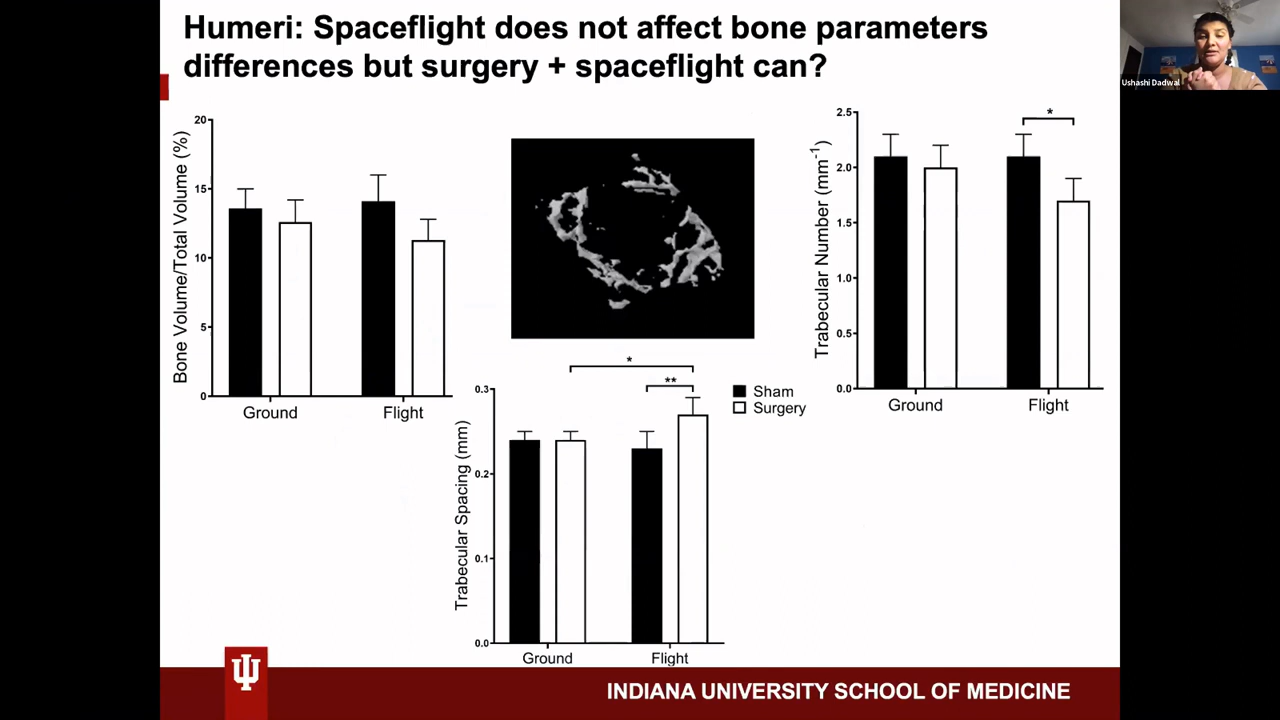 Humeri: Spaceflight does not affect bone parameters
differences but surgery + spaceflight can?
Ushashi Dadwal
Bone Volume/Total Volume (%)
20
15
10
5
0
Ground
Flight
Trabecular Number (mm⁻¹)
2.5
2.0
1.5
1.0
0.5
0.0
*
Ground
Flight
Sham
Surgery
Trabecular Spacing (mm)
0.3
0.2
0.1
0.0
*
**
Ground
Flight
INDIANA UNIVERSITY SCHOOL OF MEDICINE